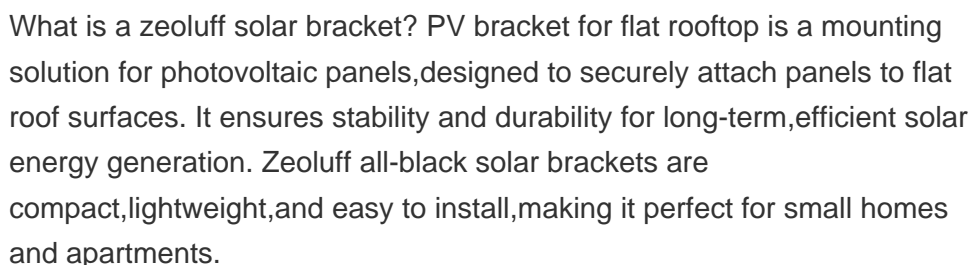 What is a zeoluff solar bracket? PV bracket for flat rooftop is a mounting
solution for photovoltaic panels,designed to securely attach panels to flat
roof surfaces. It ensures stability and durability for long-term,efficient solar
energy generation. Zeoluff all-black solar brackets are
compact,lightweight,and easy to install,making it perfect for small homes
and apartments.